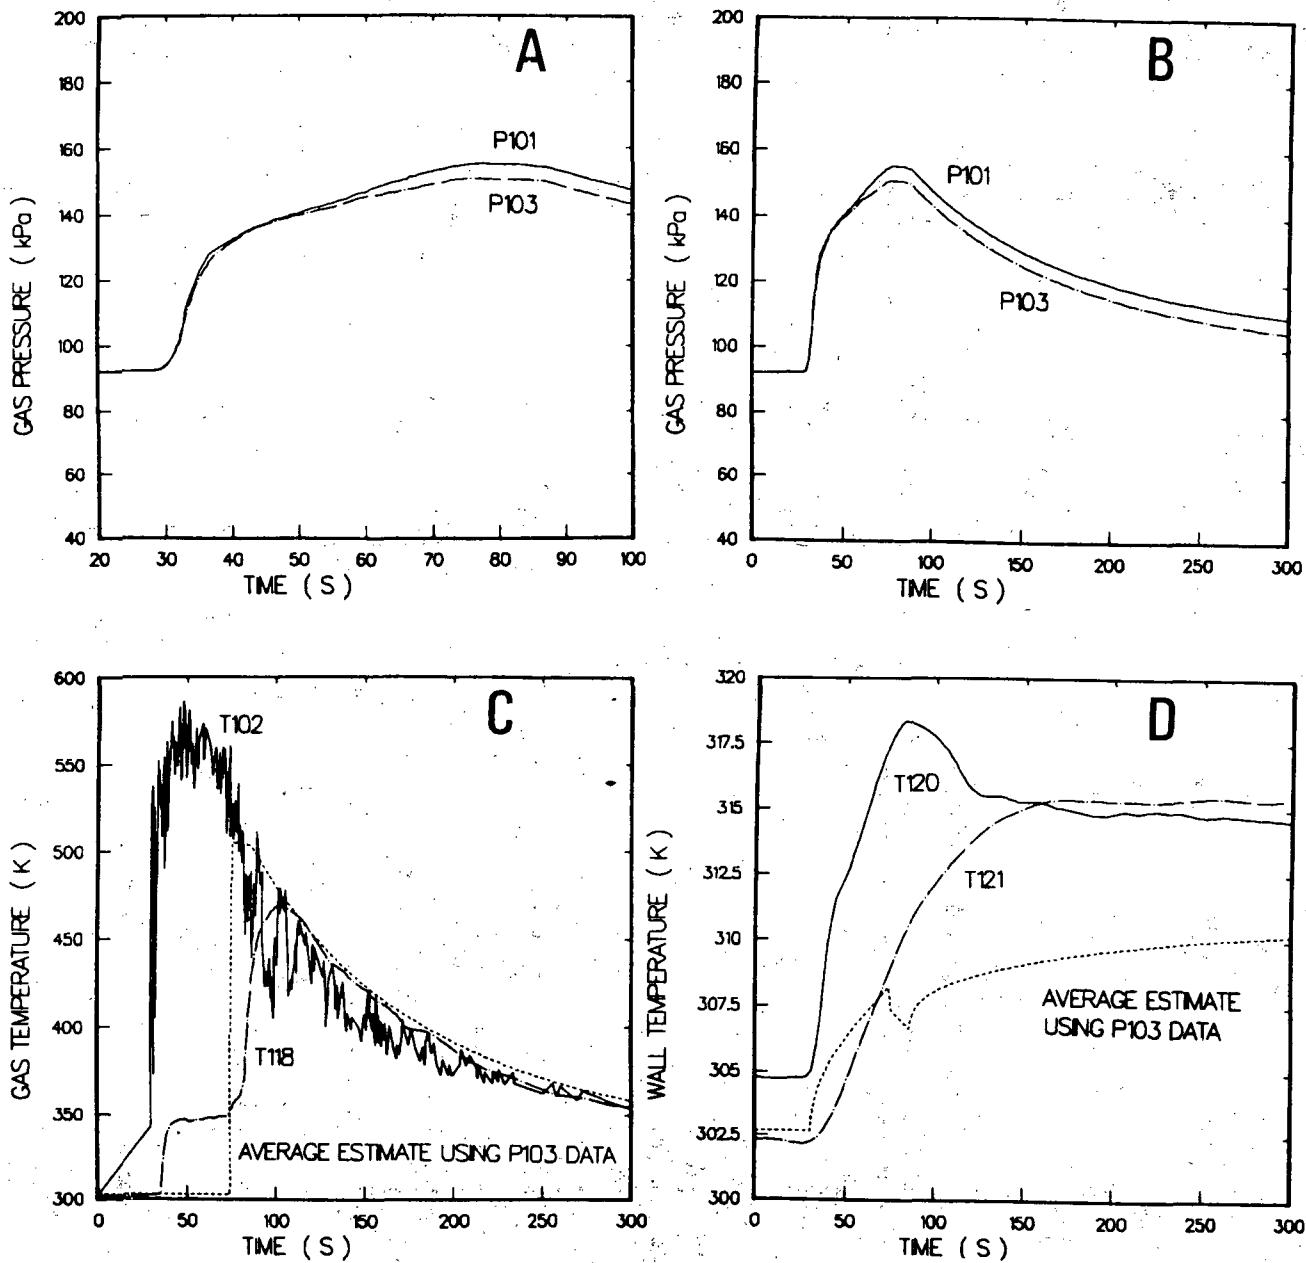 A
GAS PRESSURE ( kPa )
200
180
160
140
120
100
80
60
40
P101
P103
20 30 40 50 60 70 80 90 100
TIME ( S )
B
GAS PRESSURE ( kPa )
200
180
160
140
120
100
80
60
40
P101
P103
0 50 100 150 200 250 300
TIME ( S )
C
GAS TEMPERATURE ( K )
600
550
500
450
400
350
300
T102
T118
AVERAGE ESTIMATE USING P103 DATA
0 50 100 150 200 250 300
TIME ( S )
D
WALL TEMPERATURE ( K )
320
317.5
315
312.5
310
307.5
305
302.5
300
T120
T121
AVERAGE ESTIMATE
USING P103 DATA
0 50 100 150 200 250 300
TIME ( S )